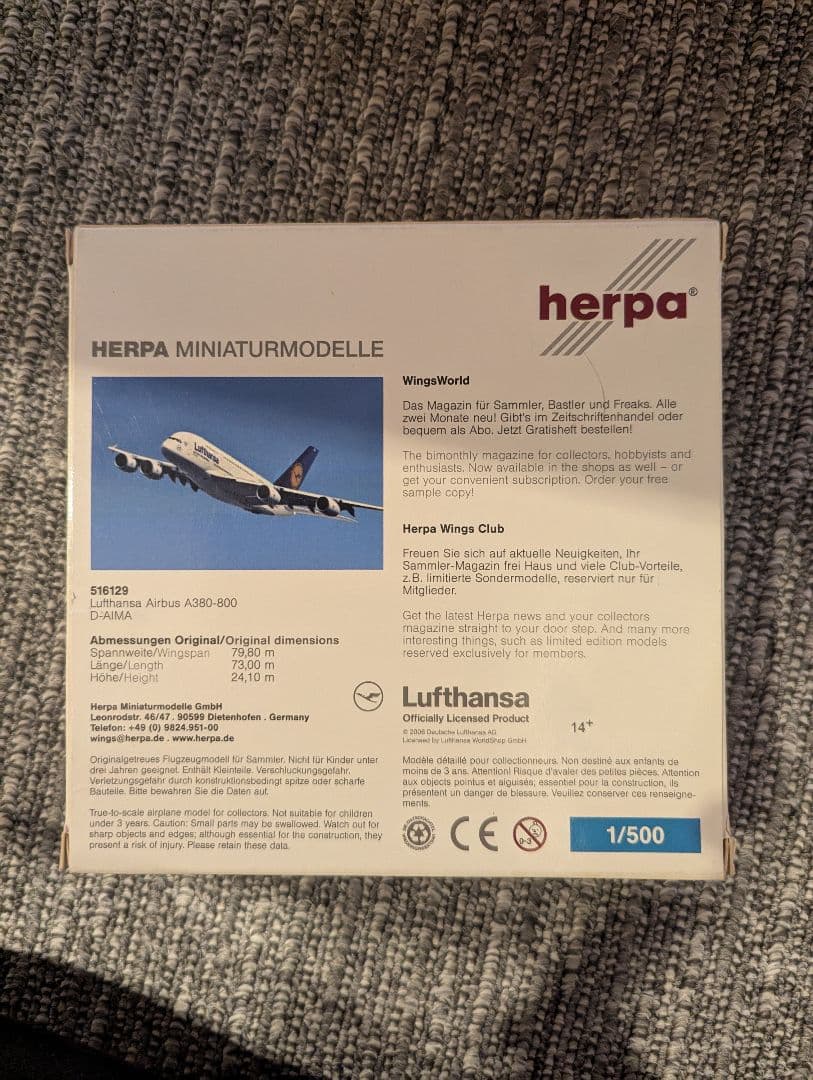 herpa®
HERPA MINIATURMODELLE
Lufthansa
516129
Lufthansa Airbus A380-800
D-AIMA
Abmessungen Original/Original dimensions
Spannweite/Wingspan 79,80 m
Länge/Length 73,00 m
Höhe/Height 24,10 m
Herpa Miniaturmodelle GmbH
Leonrodstr. 46/47 . 90599 Dietenhofen . Germany
Telefon: +49 (0) 9824.951-00
wings@herpa.de . www.herpa.de
Originalgetreues Flugzeugmodell für Sammler. Nicht für Kinder unter
drei Jahren geeignet. Enthält Kleinteile. Verschluckungsgefahr.
Verletzungsgefahr durch konstruktionsbedingt spitze oder scharfe
Bauteile. Bitte bewahren Sie die Daten auf.
True-to-scale airplane model for collectors. Not suitable for children
under 3 years. Caution: Small parts may be swallowed. Watch out for
sharp objects and edges; although essential for the construction, they
present a risk of injury. Please retain these data.
WingsWorld
Das Magazin für Sammler, Bastler und Freaks. Alle
zwei Monate neu! Gibt's im Zeitschriftenhandel oder
bequem als Abo. Jetzt Gratisheft bestellen!
The bimonthly magazine for collectors, hobbyists and
enthusiasts. Now available in the shops as well – or
get your convenient subscription. Order your free
sample copy!
Herpa Wings Club
Freuen Sie sich auf aktuelle Neuigkeiten, Ihr
Sammler-Magazin frei Haus und viele Club-Vorteile,
z.B. limitierte Sondermodelle, reserviert nur für
Mitglieder.
Get the latest Herpa news and your collectors
magazine straight to your door step. And many more
interesting things, such as limited edition models
reserved exclusively for members.
Lufthansa
Officially Licensed Product
© 2006 Deutsche Lufthansa AG
Licensed by Lufthansa WorldShop GmbH
14+
Modèle détaillé pour collectionneurs. Non destiné aux enfants de
moins de 3 ans. Attention! Risque d'avaler des petites pièces. Attention
aux objets pointus et aiguisés; essentiel pour la construction, ils
présentent un danger de blessure. Veuillez conserver ces renseigne-
ments.
CE
0-3
1/500